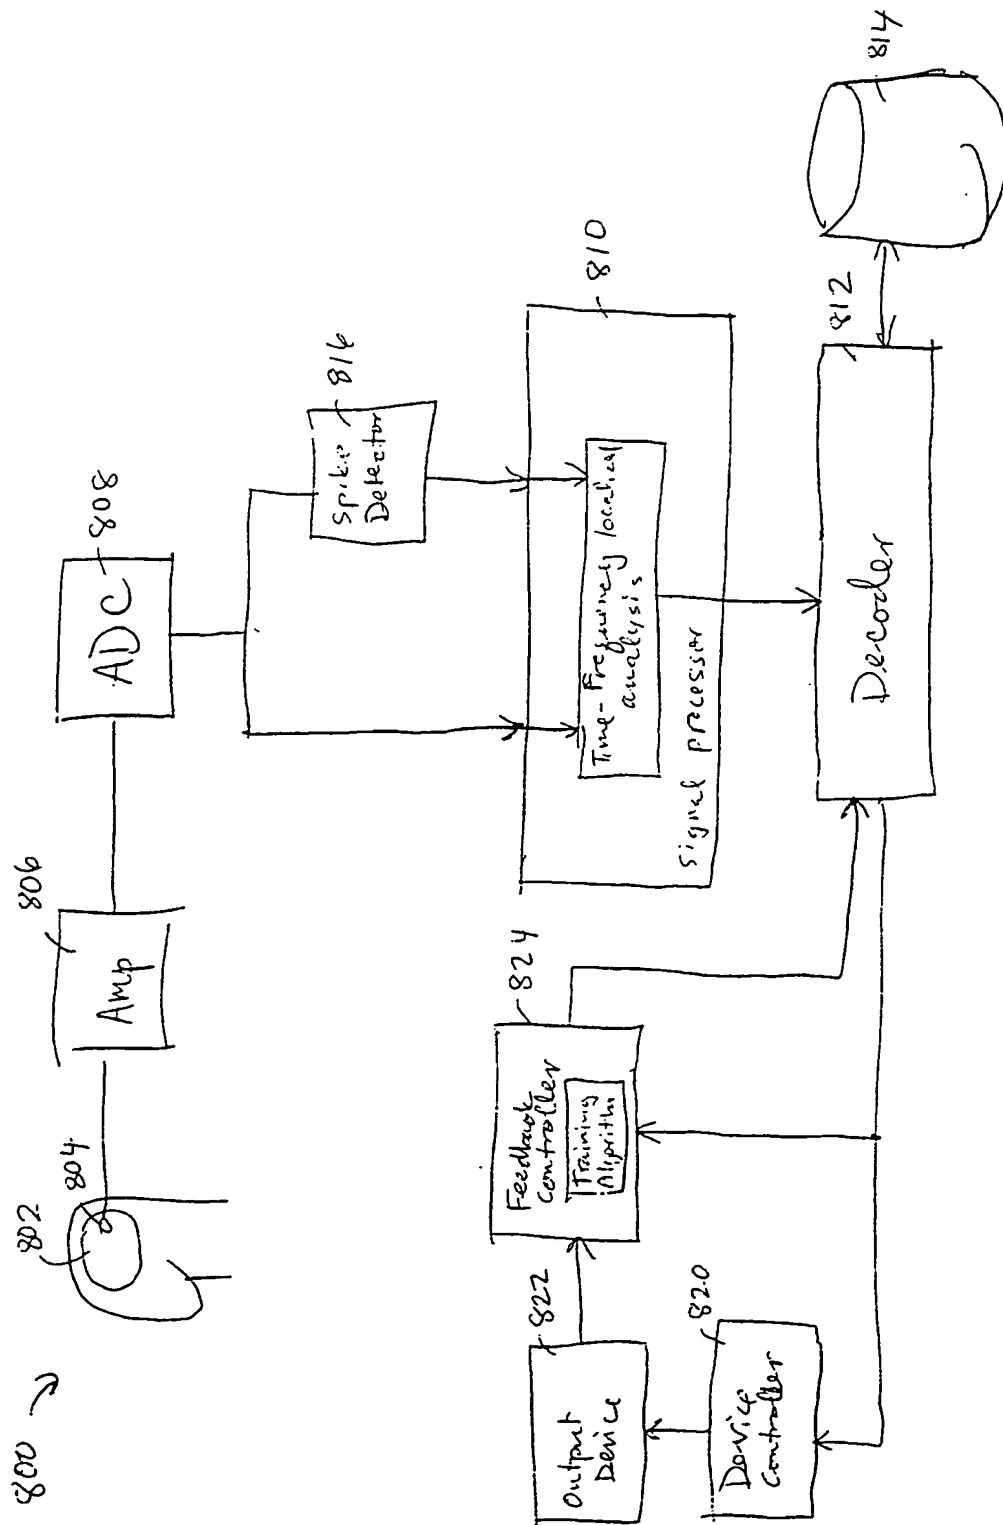 800
802
804
806
Amp
ADC
808
Spike
Detector
816
810
Time-Frequency localical
analysis
Signal processor
822
Output
Device
Feedback
Controller
824
Training
Algorithm
820
Device
Controller
Decoder
812
814